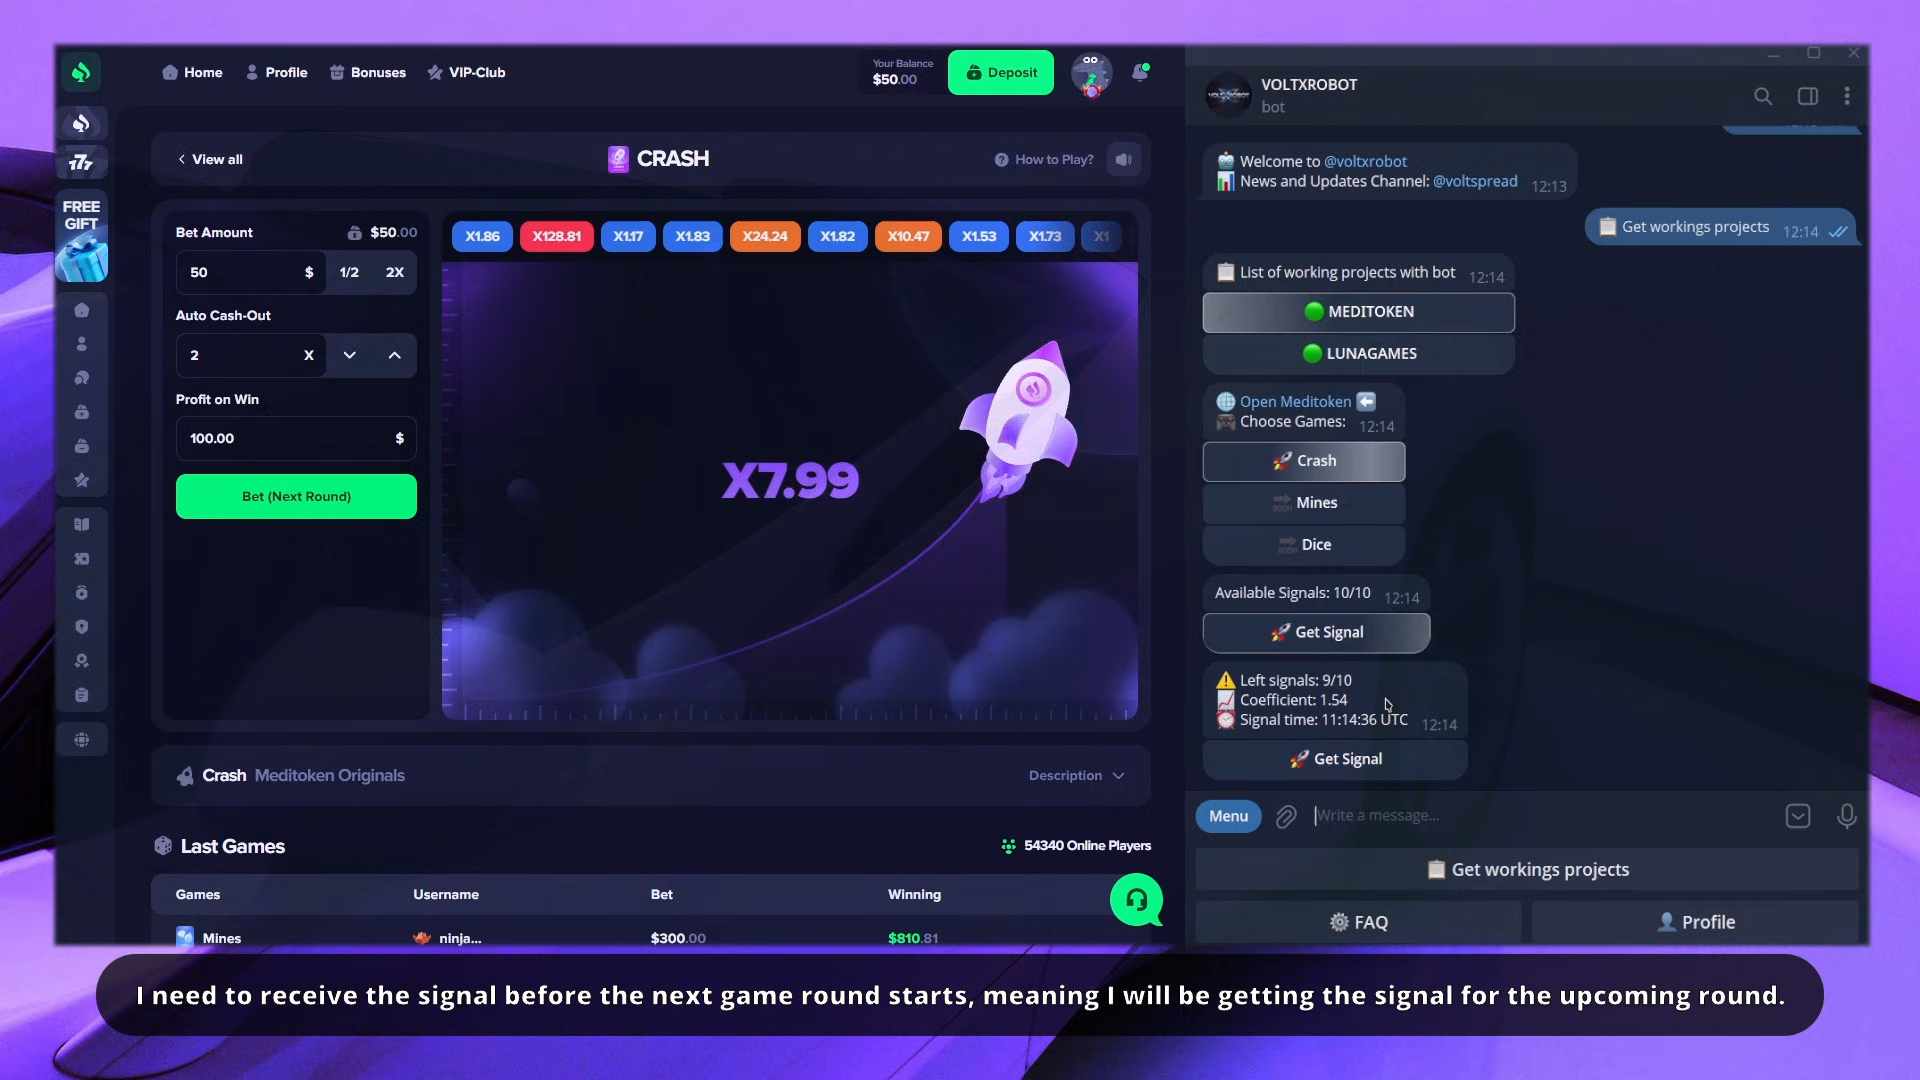 Home
Profile
Bonuses
VIP-Club
Your Balance
$50.00
Deposit
777
FREE
GIFT
View all
CRASH
How to Play?
Bet Amount
$50.00
50 $ 1/2 2X
Auto Cash-Out
2 X
Profit on Win
100.00 $
Bet (Next Round)
X1.86 X128.81 X1.17 X1.83 X24.24 X1.82 X10.47 X1.53 X1.73 X1
X7.99
Crash Meditoken Originals
Description
Last Games
54340 Online Players
Games Username Bet Winning
Mines ninja... $300.00 $810.81
VOLTXROBOT
bot
Welcome to @voltxrobot
News and Updates Channel: @voltspread 12:13
Get workings projects 12:14
List of working projects with bot 12:14
MEDITOKEN
LUNAGAMES
Open Meditoken
Choose Games: 12:14
Crash
SOON Mines
SOON Dice
Available Signals: 10/10 12:14
Get Signal
Left signals: 9/10
Coefficient: 1.54
Signal time: 11:14:36 UTC 12:14
Get Signal
Menu
Write a message...
Get workings projects
FAQ
Profile
I need to receive the signal before the next game round starts, meaning I will be getting the signal for the upcoming round.